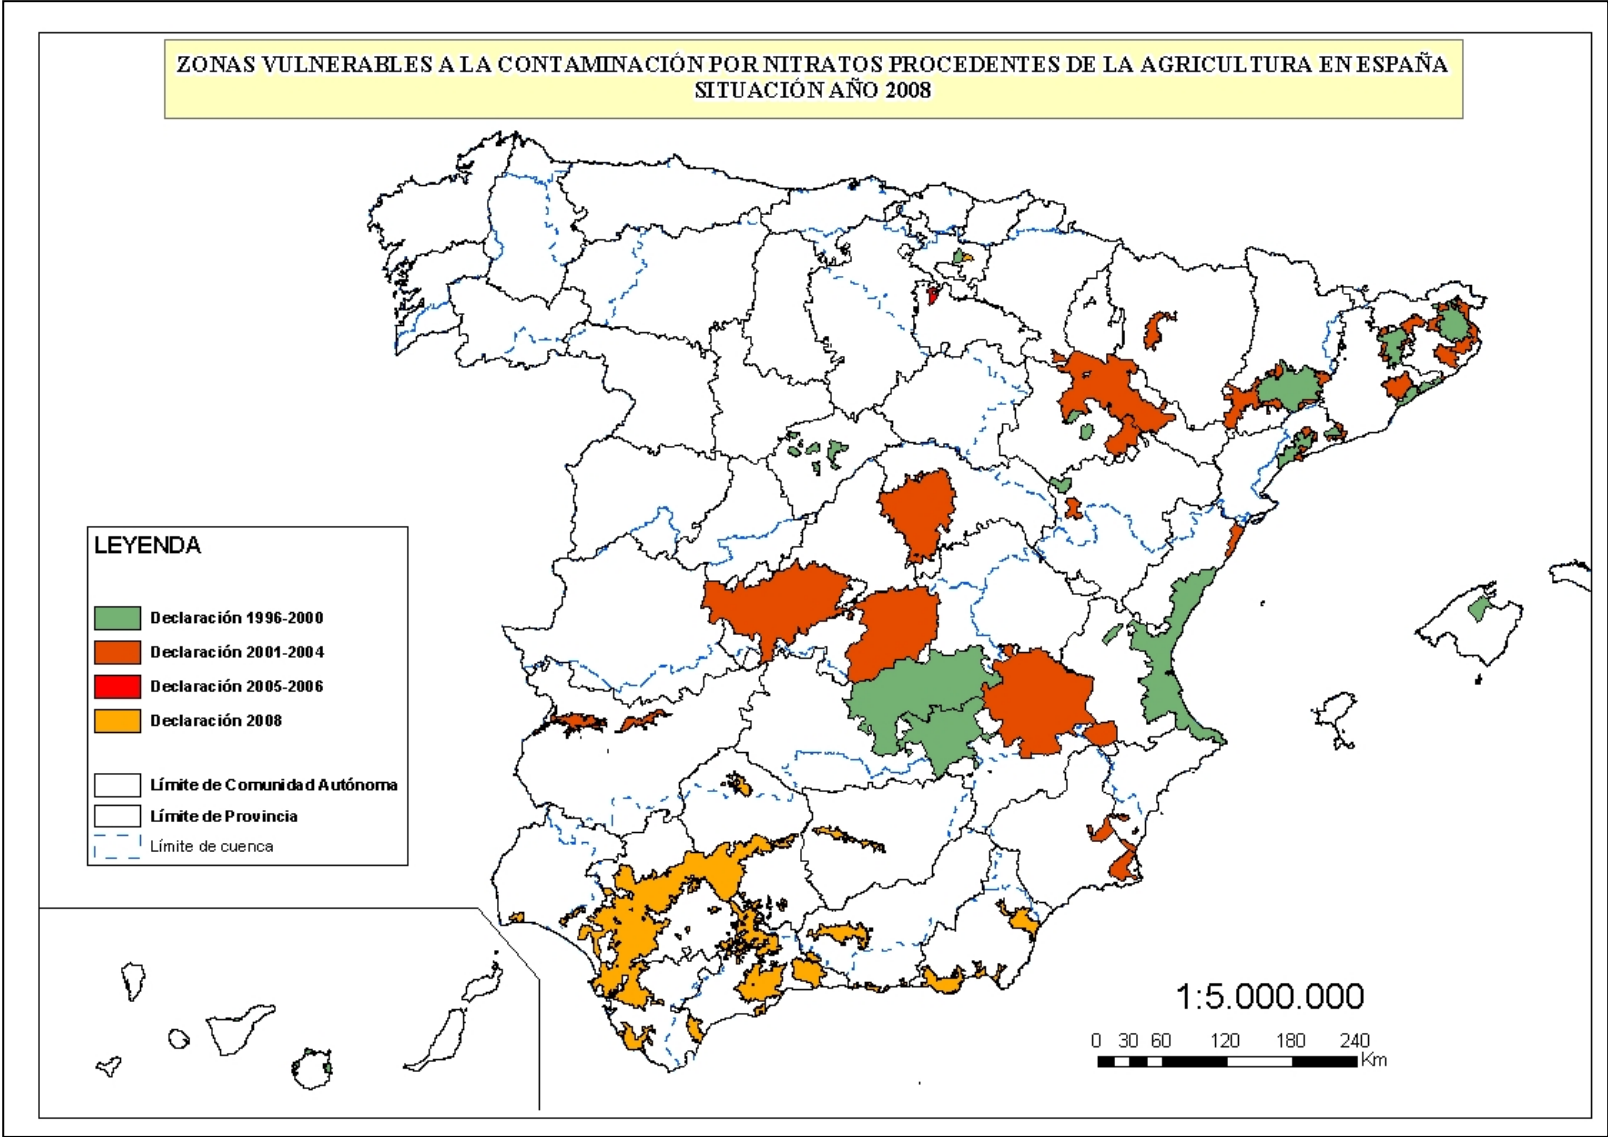 ZONAS VULNERABLES A LA CONTAMINACIÓN POR NITRATOS PROCEDENTES DE LA AGRICULTURA EN ESPAÑA
SITUACIÓN AÑO 2008
LEYENDA
Declaración 1996-2000
Declaración 2001-2004
Declaración 2005-2006
Declaración 2008
Límite de Comunidad Autónoma
Límite de Provincia
Límite de cuenca
1:5.000.000
0 30 60 120 180 240
Km